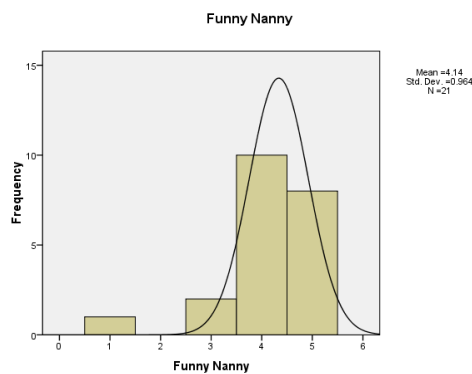 Funny Nanny
Mean =4.14
Std. Dev. =0.964
N =21
15
10
5
0
Frequency
0 1 2 3 4 5 6
Funny Nanny